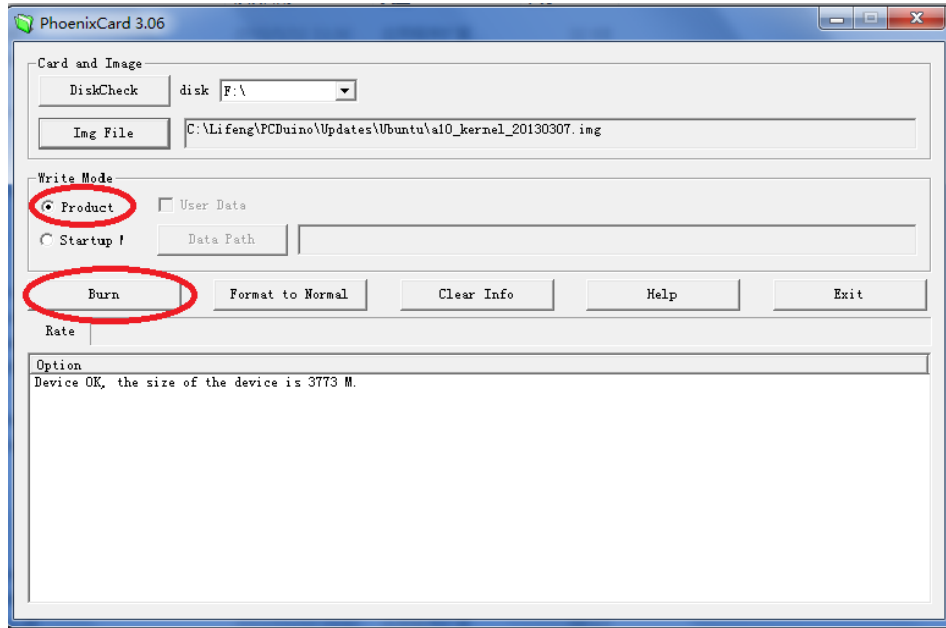 PhoenixCard 3.06
Card and Image
DiskCheck disk F:\
Img File C:\Lifeng\PCDuino\Updates\Ubuntu\a10_kernel_20130307.img
Write Mode
Product User Data
Startup Data Path
Burn Format to Normal Clear Info Help Exit
Rate
Option
Device OK, the size of the device is 3773 M.